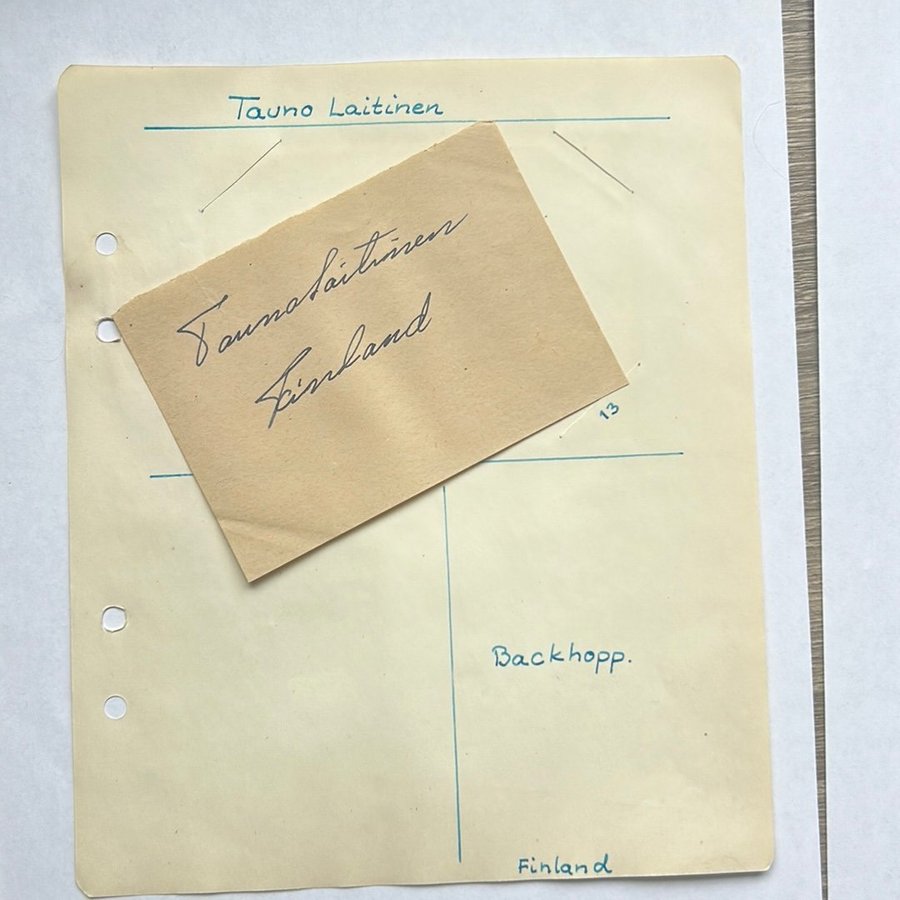 Tauno Laitinen
Tauno Laitinen
Finland
13
Backhopp.
Finland